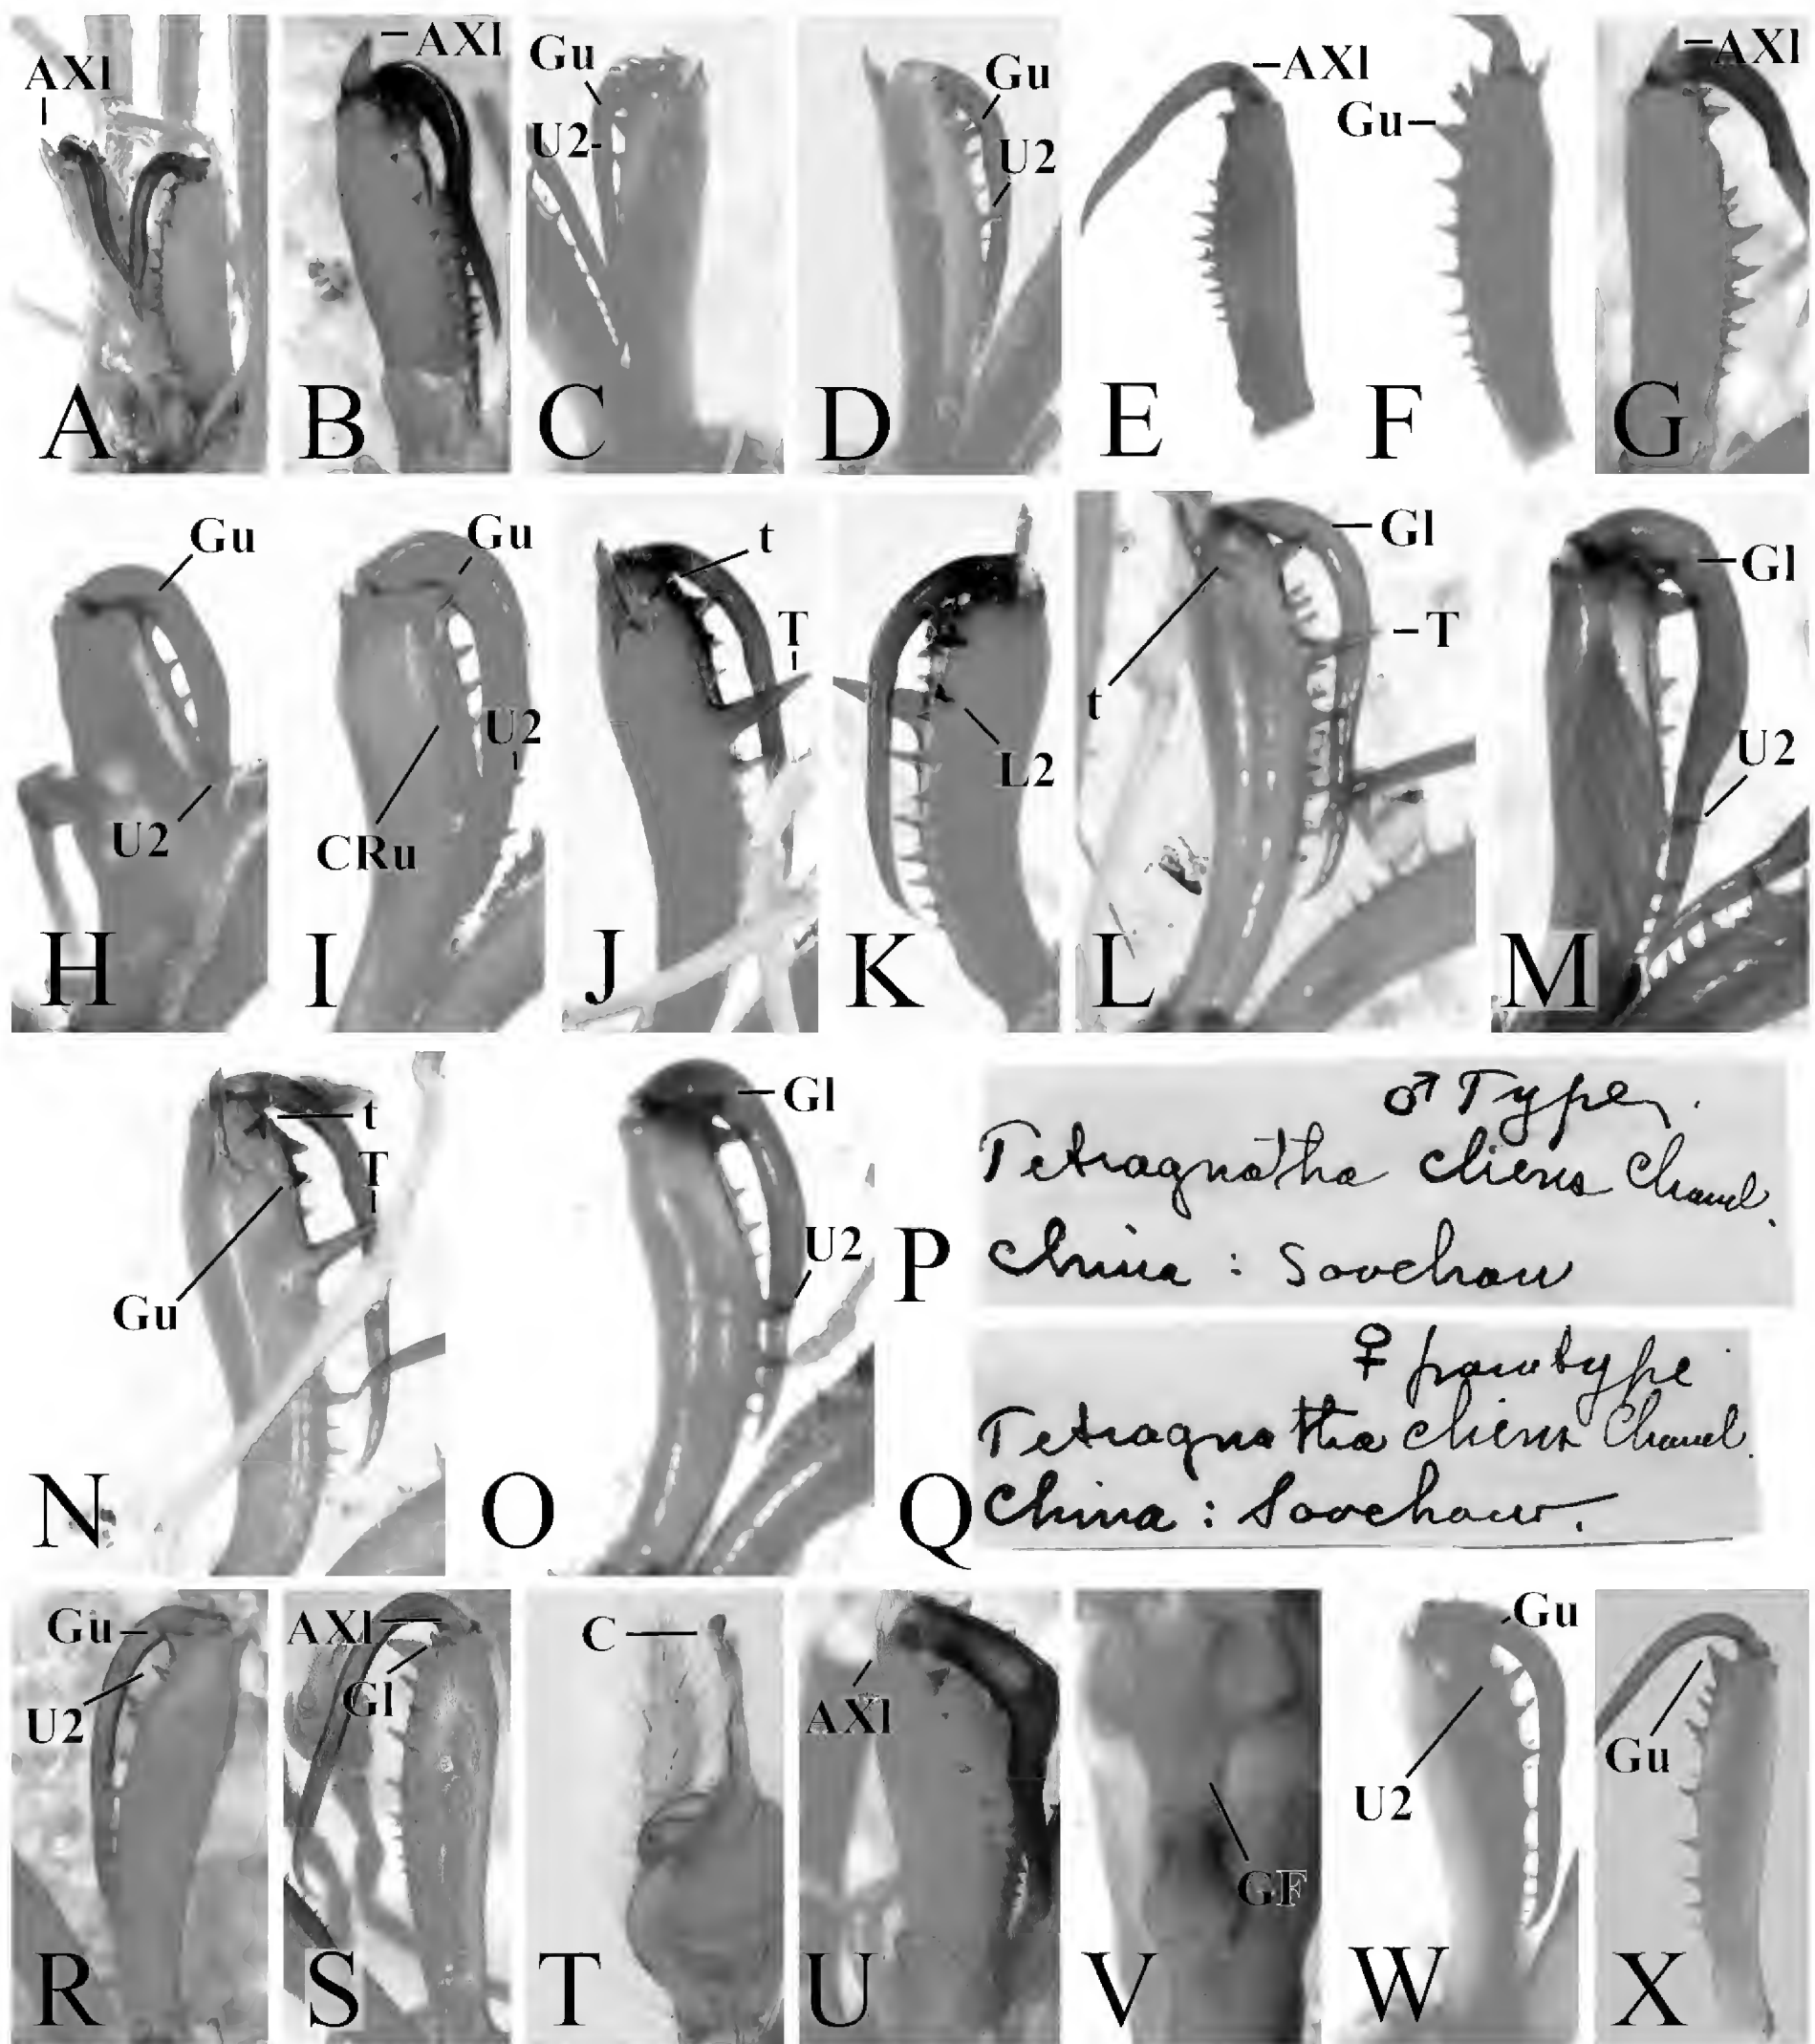 AXl
A
AXl
B
Gu
U2
C
Gu
U2
D
AXl
E
Gu
F
AXl
G
Gu
U2
H
Gu
U2
CRu
I
t
T
J
L2
K
Gl
T
t
L
Gl
U2
M
t
T
Gu
N
Gl
U2
O
P
♂ Type.
Tetragnatha cliens Chamb.
China : Soochow
Q
♀ paratype
Tetragnatha cliens Chamb.
China : Soochow.
Gu
U2
R
AXl
Gl
S
C
T
AXl
U
GF
V
Gu
U2
W
Gu
X